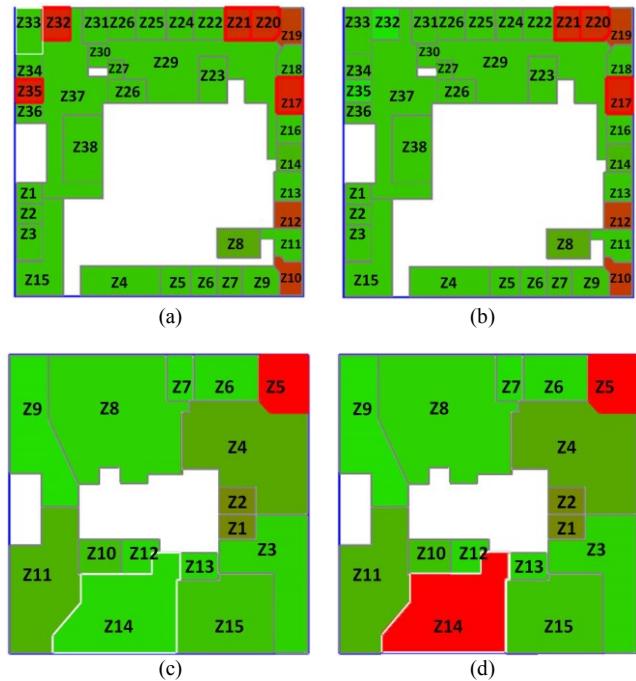 Z33 Z32 Z31 Z26 Z25 Z24 Z22 Z21 Z20
Z19
Z30
Z34 Z27 Z29 Z23 Z18
Z35 Z37 Z26
Z36 Z17
Z16
Z38
Z14
Z1 Z13
Z2
Z3 Z12
Z8 Z11
Z15 Z4 Z5 Z6 Z7 Z9 Z10
(a)
Z33 Z32 Z31 Z26 Z25 Z24 Z22 Z21 Z20
Z19
Z30
Z34 Z27 Z29 Z23 Z18
Z35 Z37 Z26
Z36 Z17
Z16
Z38
Z14
Z1 Z13
Z2
Z3 Z12
Z8 Z11
Z15 Z4 Z5 Z6 Z7 Z9 Z10
(b)
Z7 Z6 Z5
Z9 Z8
Z4
Z2
Z1
Z10 Z12 Z3
Z11 Z13
Z14 Z15
(c)
Z7 Z6 Z5
Z9 Z8
Z4
Z2
Z1
Z10 Z12 Z3
Z11 Z13
Z14 Z15
(d)